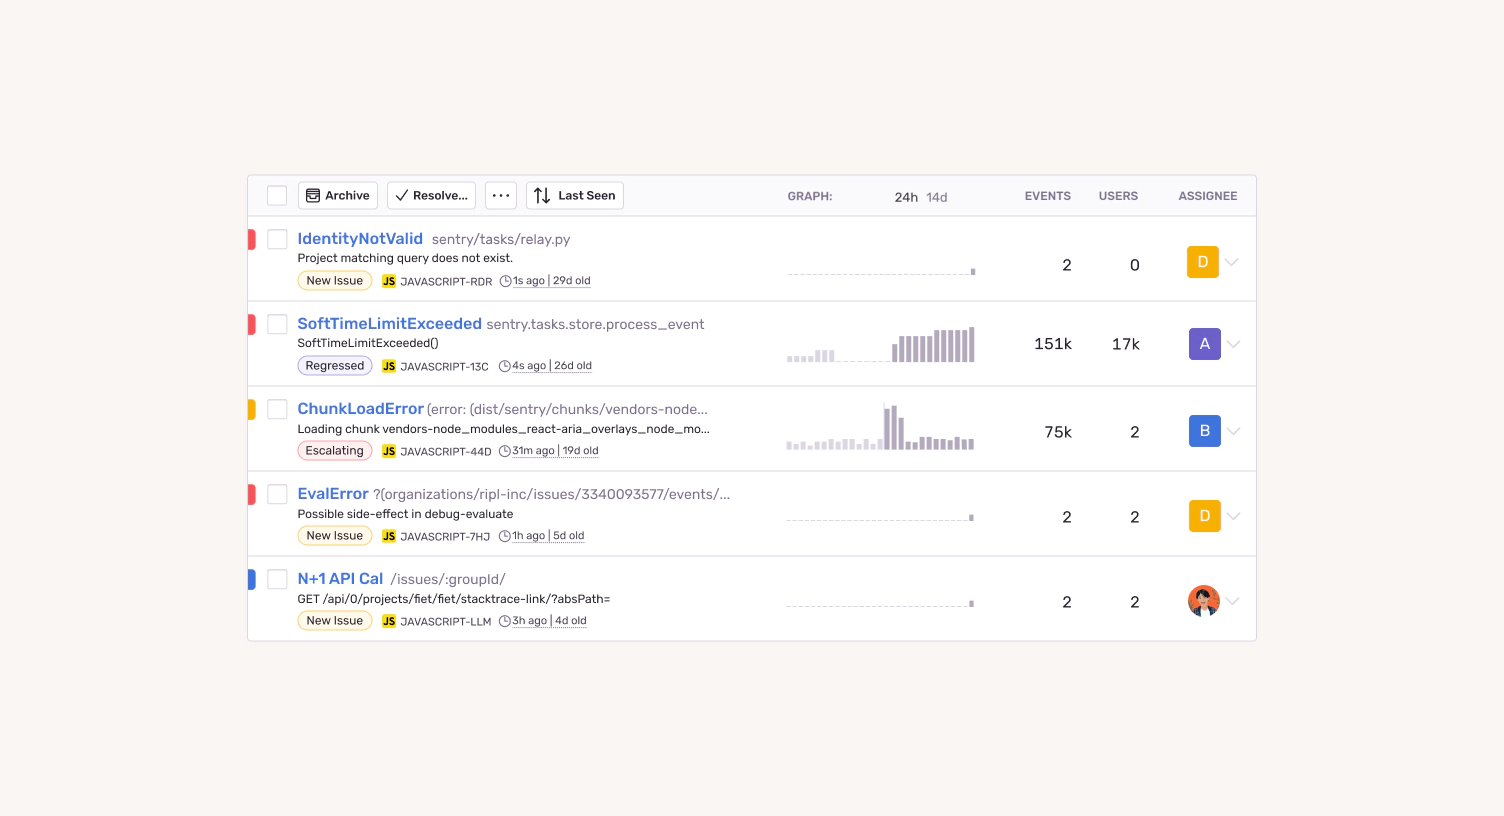 Archive Resolve... ... Last Seen GRAPH: 24h 14d EVENTS USERS ASSIGNEE
IdentityNotValid sentry/tasks/relay.py
Project matching query does not exist.
2 0 D
New Issue JS JAVASCRIPT-RDR 1s ago | 29d old
SoftTimeLimitExceeded sentry.tasks.store.process_event
SoftTimeLimitExceeded()
151k 17k A
Regressed JS JAVASCRIPT-13C 4s ago | 26d old
ChunkLoadError (error: (dist/sentry/chunks/vendors-node...
Loading chunk vendors-node_modules_react-aria_overlays_node_mo...
75k 2 B
Escalating JS JAVASCRIPT-44D 31m ago | 19d old
EvalError ?(organizations/ripl-inc/issues/3340093577/events/...
Possible side-effect in debug-evaluate
2 2 D
New Issue JS JAVASCRIPT-7HJ 1h ago | 5d old
N+1 API Cal /issues/:groupId/
GET /api/0/projects/fiet/fiet/stacktrace-link/?absPath=
2 2
New Issue JS JAVASCRIPT-LLM 3h ago | 4d old